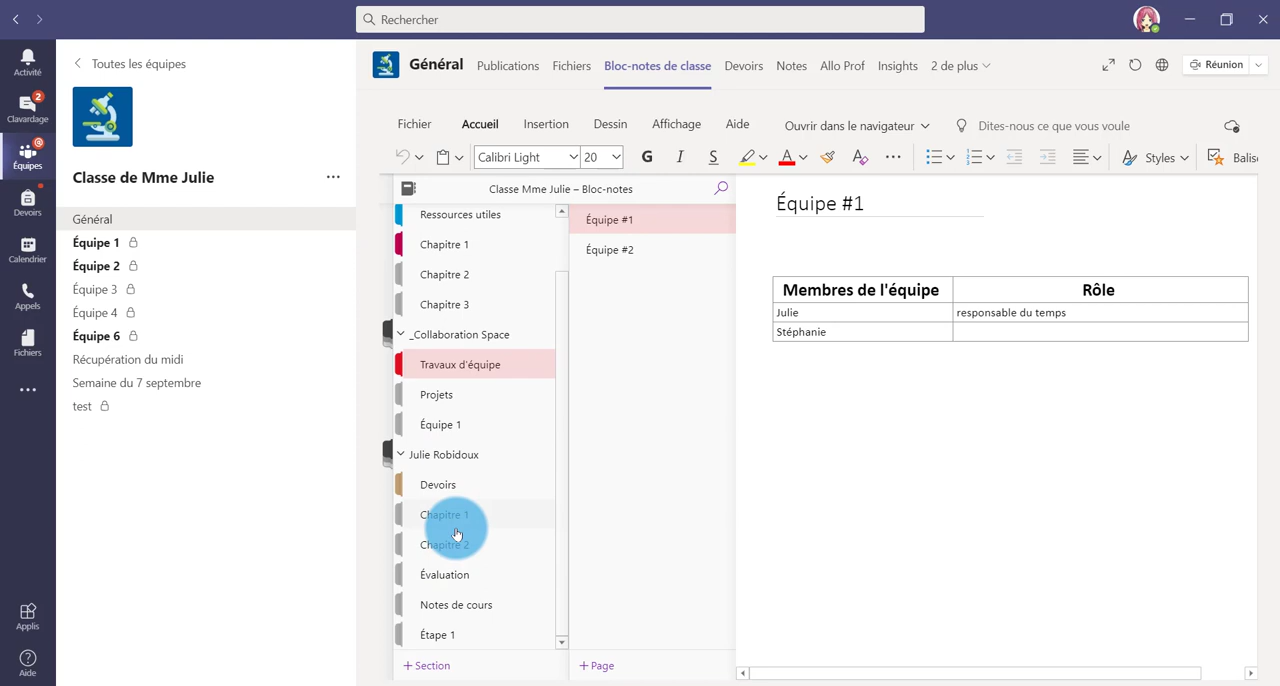 Rechercher
Activité
2
Clavardage
@
Équipes
Devoirs
Calendrier
Appels
Fichiers
Applis
Aide
Toutes les équipes
Classe de Mme Julie
Général
Équipe 1
Équipe 2
Équipe 3
Équipe 4
Équipe 6
Récupération du midi
Semaine du 7 septembre
test
Général Publications Fichiers Bloc-notes de classe Devoirs Notes Allo Prof Insights 2 de plus Réunion
Fichier Accueil Insertion Dessin Affichage Aide Ouvrir dans le navigateur Dites-nous ce que vous voule
Calibri Light 20 G I S A A Styles Balis
Classe Mme Julie – Bloc-notes
Ressources utiles
Chapitre 1
Chapitre 2
Chapitre 3
_Collaboration Space
Travaux d'équipe
Projets
Équipe 1
Julie Robidoux
Devoirs
Chapitre 1
Chapitre 2
Évaluation
Notes de cours
Étape 1
+ Section
Équipe #1
Équipe #2
+ Page
Équipe #1
Membres de l'équipe Rôle
Julie responsable du temps
Stéphanie